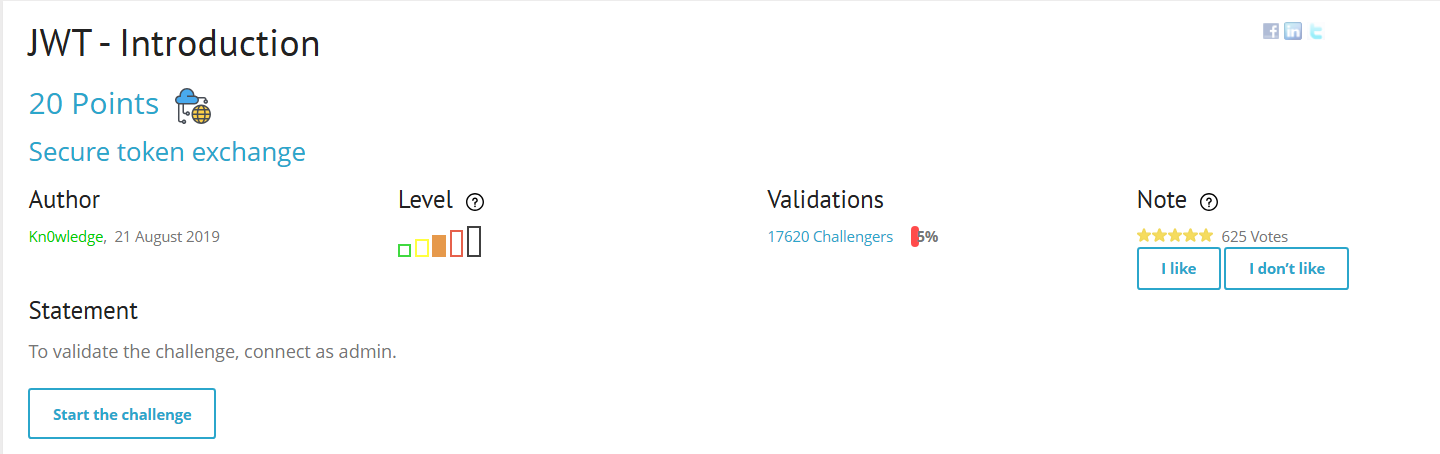 JWT - Introduction
20 Points
Secure token exchange
Author
Level
Validations
Note
Kn0wledge, 21 August 2019
17620 Challengers 5%
625 Votes
I like
I don't like
Statement
To validate the challenge, connect as admin.
Start the challenge